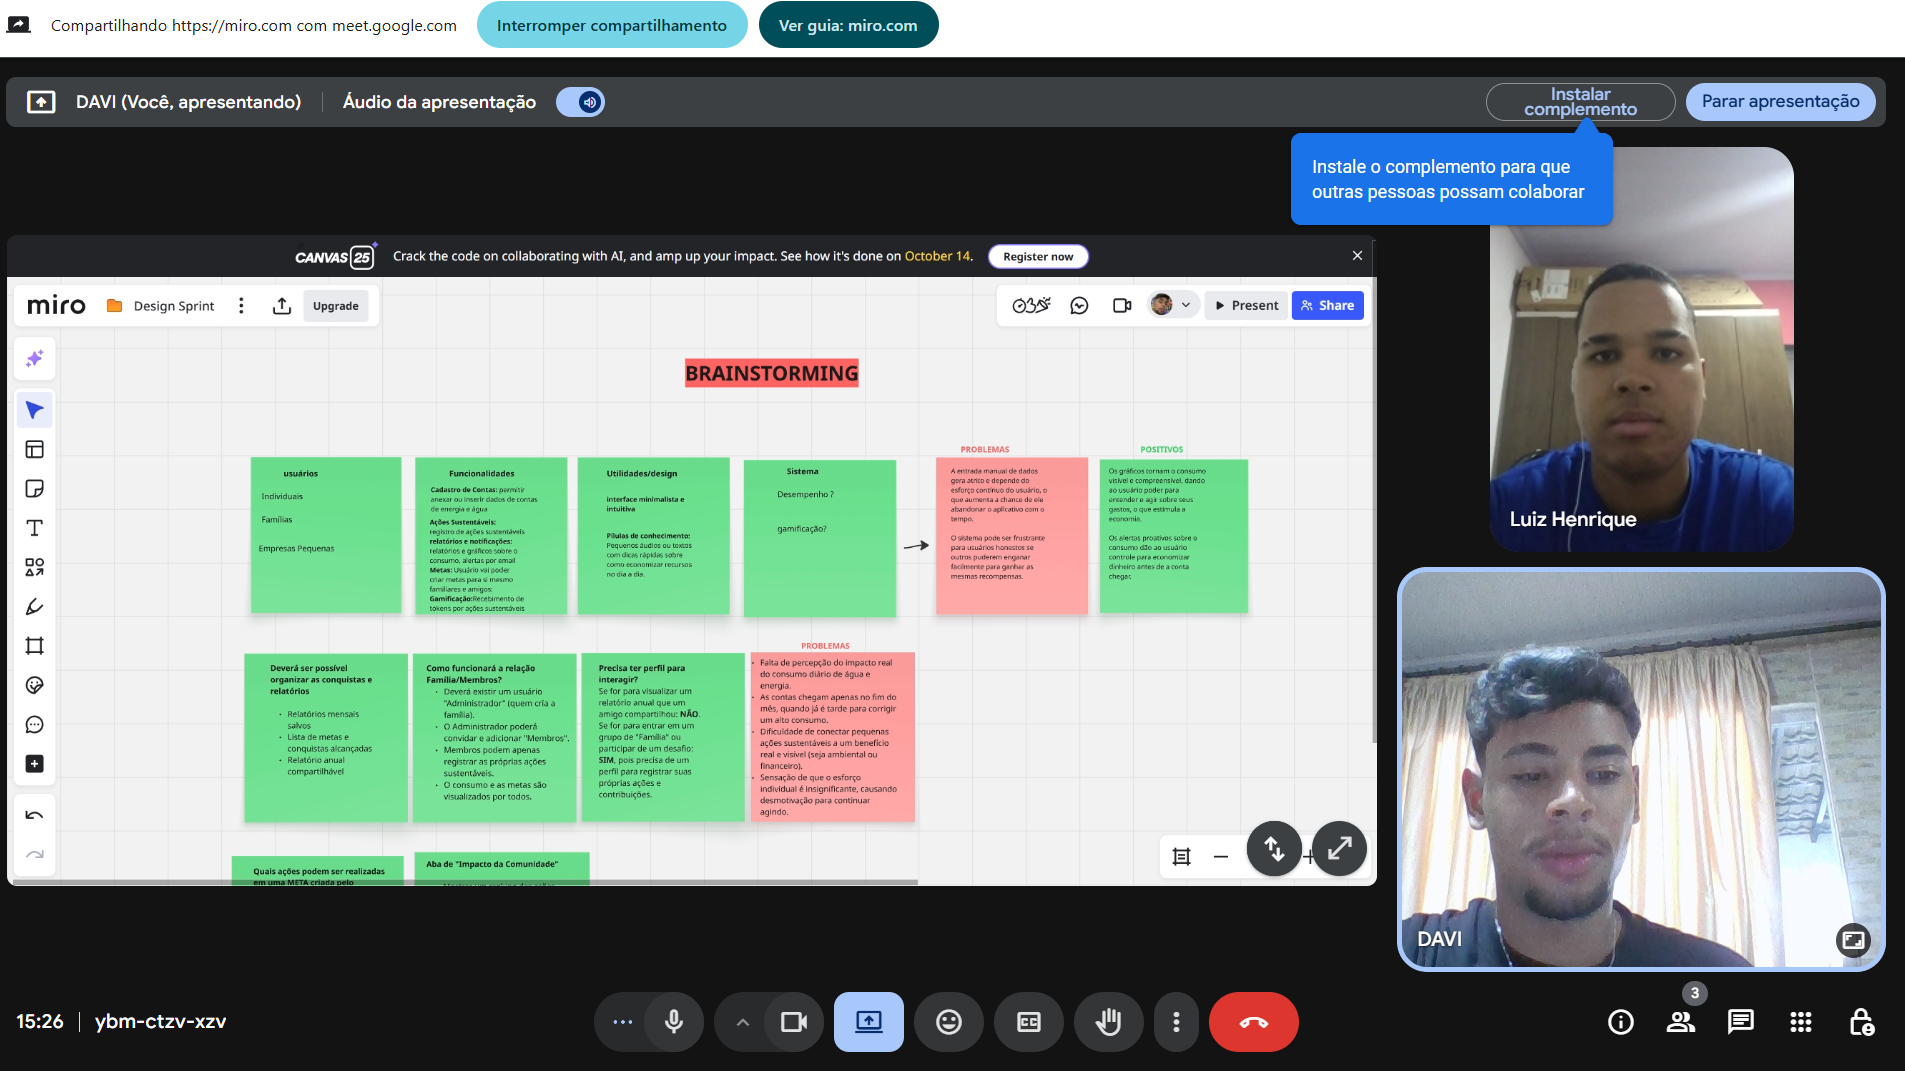 Compartilhando https://miro.com com meet.google.com
Interromper compartilhamento
Ver guia: miro.com
DAVI (Você, apresentando)
Áudio da apresentação
Instalar
complemento
Parar apresentação
Instale o complemento para que
outras pessoas possam colaborar
CANVAS 25
Crack the code on collaborating with AI, and amp up your impact. See how it's done on October 14.
Register now
miro
Design Sprint
Upgrade
Present
Share
BRAINSTORMING
usuários
Individuais
Famílias
Empresas Pequenas
Funcionalidades
Cadastro de Contas: permitir
anexar ou inserir dados de contas
de energia e água
Ações Sustentáveis:
registro de ações sustentáveis
relatórios e notificações:
relatórios e gráficos sobre o
consumo, alertas por email
Metas: Usuário vai poder
criar metas para si mesmo
familiares e amigos;
Gamificação:Recebimento de
tokens por ações sustentáveis
Utilidades/design
interface minimalista e
intuitiva
Pílulas de conhecimento:
Pequenos áudios ou textos
com dicas rápidas sobre
como economizar recursos
no dia a dia.
Sistema
Desempenho ?
gamificação?
PROBLEMAS
A entrada manual de dados
gera atrito e depende do
esforço contínuo do usuário, o
que aumenta a chance de ele
abandonar o aplicativo com o
tempo.
O sistema pode ser frustrante
para usuários honestos se
outros puderem enganar
facilmente para ganhar as
mesmas recompensas.
POSITIVOS
Os gráficos tornam o consumo
visível e compreensível, dando
ao usuário poder para
entender e agir sobre seus
gastos, o que estimula a
economia.
Os alertas proativos sobre o
consumo dão ao usuário
controle para economizar
dinheiro antes de a conta
chegar.
Deverá ser possível
organizar as conquistas e
relatórios
• Relatórios mensais
salvos
• Lista de metas e
conquistas alcançadas
• Relatório anual
compartilhável
Como funcionará a relação
Família/Membros?
• Deverá existir um usuário
"Administrador" (quem cria a
família).
• O Administrador poderá
convidar e adicionar "Membros".
• Membros podem apenas
registrar as próprias ações
sustentáveis.
• O consumo e as metas são
visualizados por todos.
Precisa ter perfil para
interagir?
Se for para visualizar um
relatório anual que um
amigo compartilhou: NÃO.
Se for para entrar em um
grupo de "Família" ou
participar de um desafio:
SIM, pois precisa de um
perfil para registrar suas
próprias ações e
contribuições.
PROBLEMAS
• Falta de percepção do impacto real
do consumo diário de água e
energia.
• As contas chegam apenas no fim do
mês, quando já é tarde para corrigir
um alto consumo.
• Dificuldade de conectar pequenas
ações sustentáveis a um benefício
real e visível (seja ambiental ou
financeiro).
• Sensação de que o esforço
individual é insignificante, causando
desmotivação para continuar
agindo.
Quais ações podem ser realizadas
em uma META criada pelo
Aba de "Impacto da Comunidade"
Luiz Henrique
DAVI
15:26
ybm-ctzv-xzv
CC
3